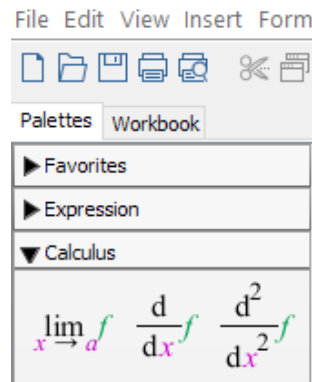 File Edit View Insert Form
Palettes Workbook
Favorites
Expression
Calculus
lim x→a f d/dx f d²/dx² f